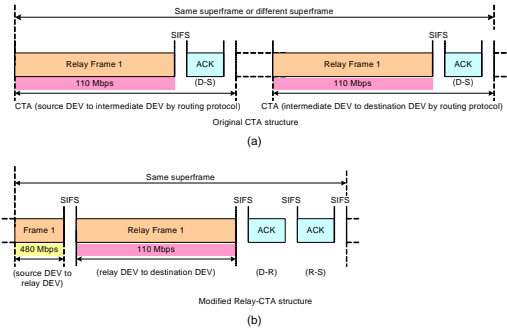 Same superframe or different superframe
SIFS
SIFS
Relay Frame 1
ACK
Relay Frame 1
ACK
110 Mbps
(D-S)
110 Mbps
(D-S)
CTA (source DEV to intermediate DEV by routing protocol)
CTA (intermediate DEV to destination DEV by routing protocol)
Original CTA structure
(a)
Same superframe
SIFS
SIFS
SIFS
SIFS
Frame 1
Relay Frame 1
ACK
ACK
480 Mbps
110 Mbps
(source DEV to
relay DEV)
(relay DEV to destination DEV)
(D-R)
(R-S)
Modified Relay-CTA structure
(b)